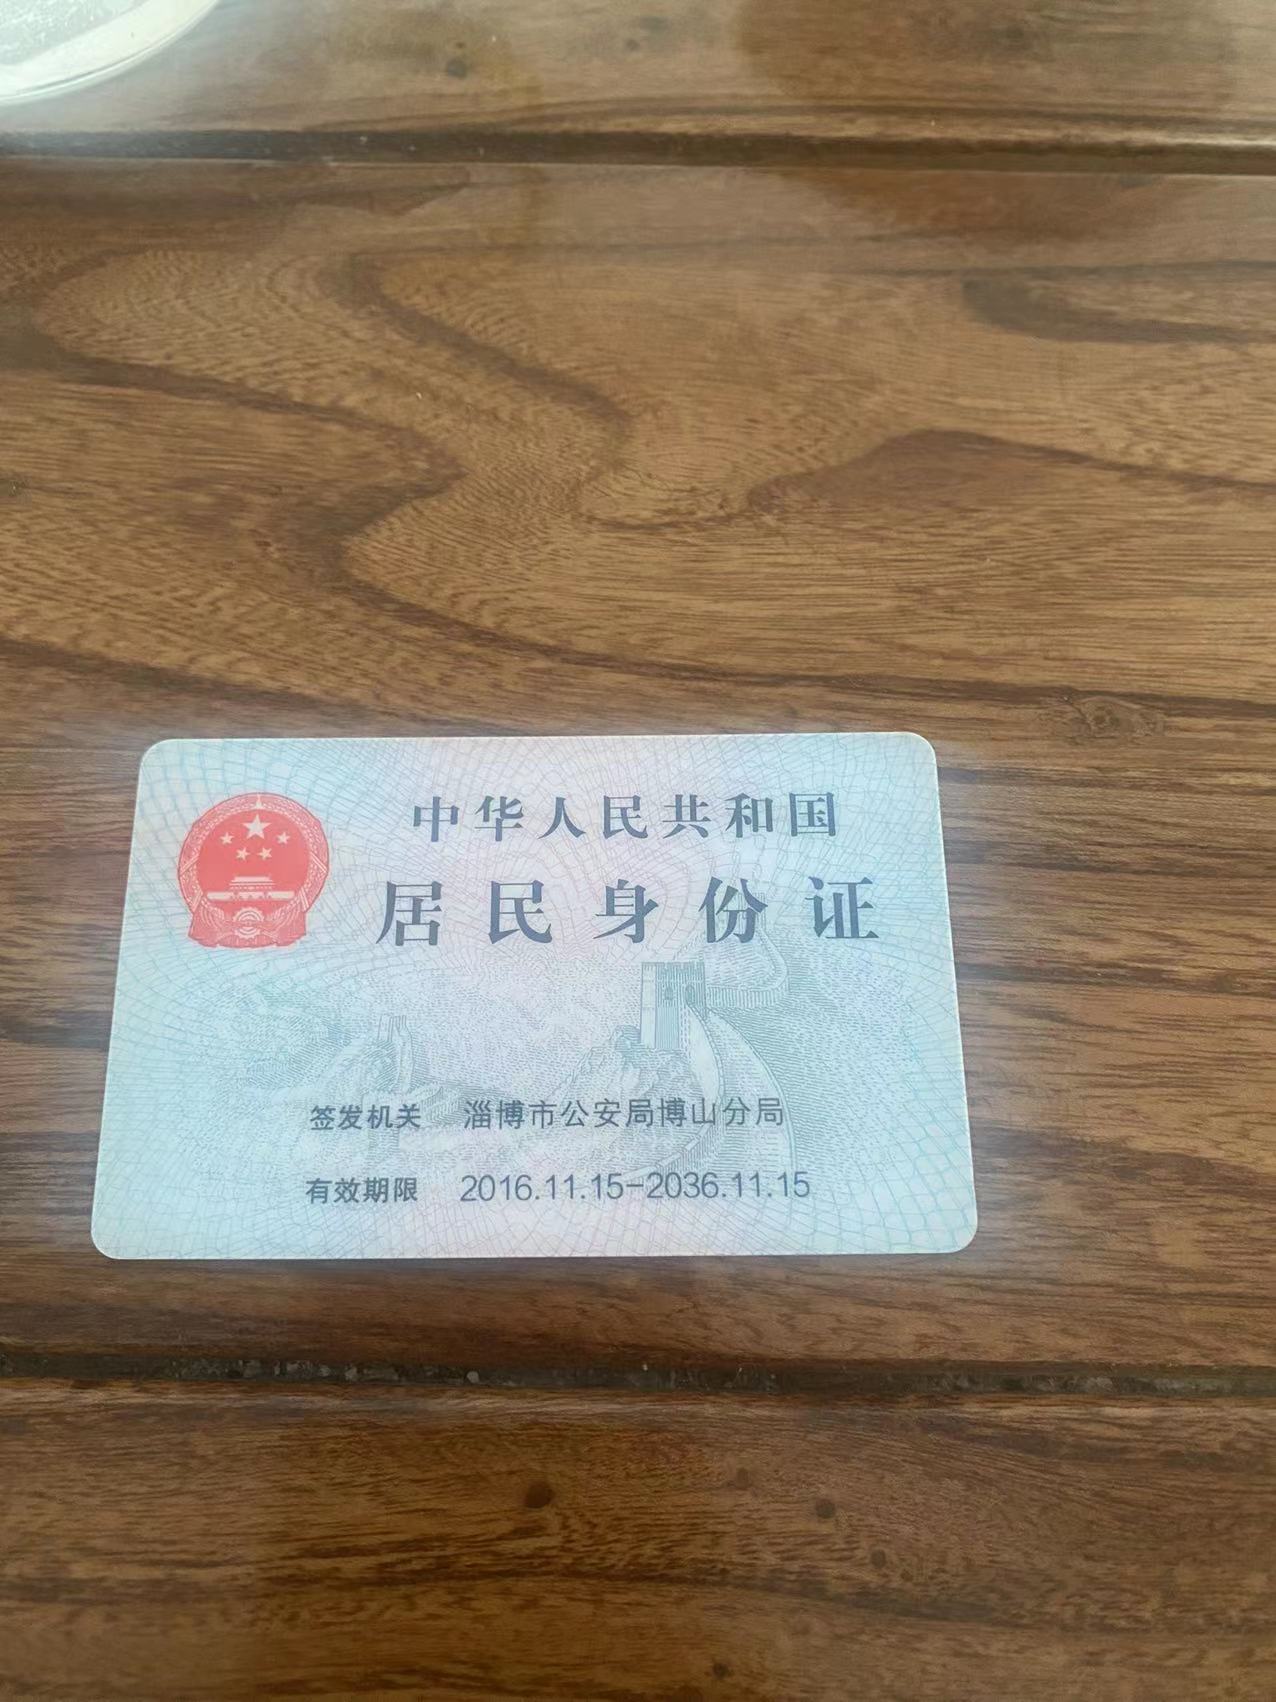 中华人民共和国
居民身份证
签发机关 淄博市公安局博山分局
有效期限 2016.11.15-2036.11.15